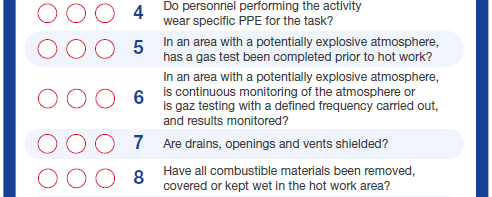 4 Do personnel performing the activity
wear specific PPE for the task?
5 In an area with a potentially explosive atmosphere,
has a gas test been completed prior to hot work?
6 In an area with a potentially explosive atmosphere,
is continuous monitoring of the atmosphere or
is gas testing with a defined frequency carried out,
and results monitored?
7 Are drains, openings and vents shielded?
8 Have all combustible materials been removed,
covered or kept wet in the hot work area?